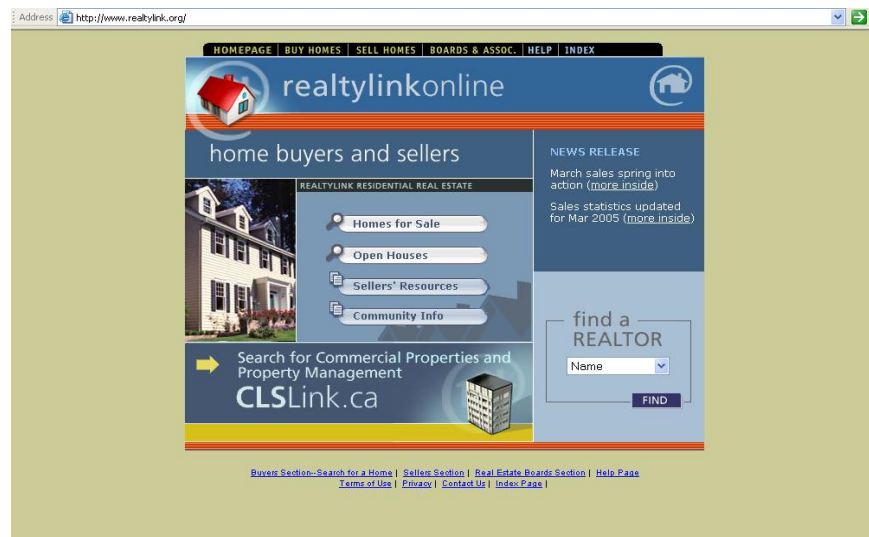 Address http://www.realtylink.org/
HOMEPAGE | BUY HOMES | SELL HOMES | BOARDS & ASSOC. | HELP | INDEX
realtylinkonline
home buyers and sellers
REALTYLINK RESIDENTIAL REAL ESTATE
Homes for Sale
Open Houses
Sellers' Resources
Community Info
Search for Commercial Properties and
Property Management
CLSLink.ca
NEWS RELEASE
March sales spring into
action (more inside)
Sales statistics updated
for Mar 2005 (more inside)
find a
REALTOR
Name
FIND
Buyers Section--Search for a Home | Sellers Section | Real Estate Boards Section | Help Page
Terms of Use | Privacy | Contact Us | Index Page |